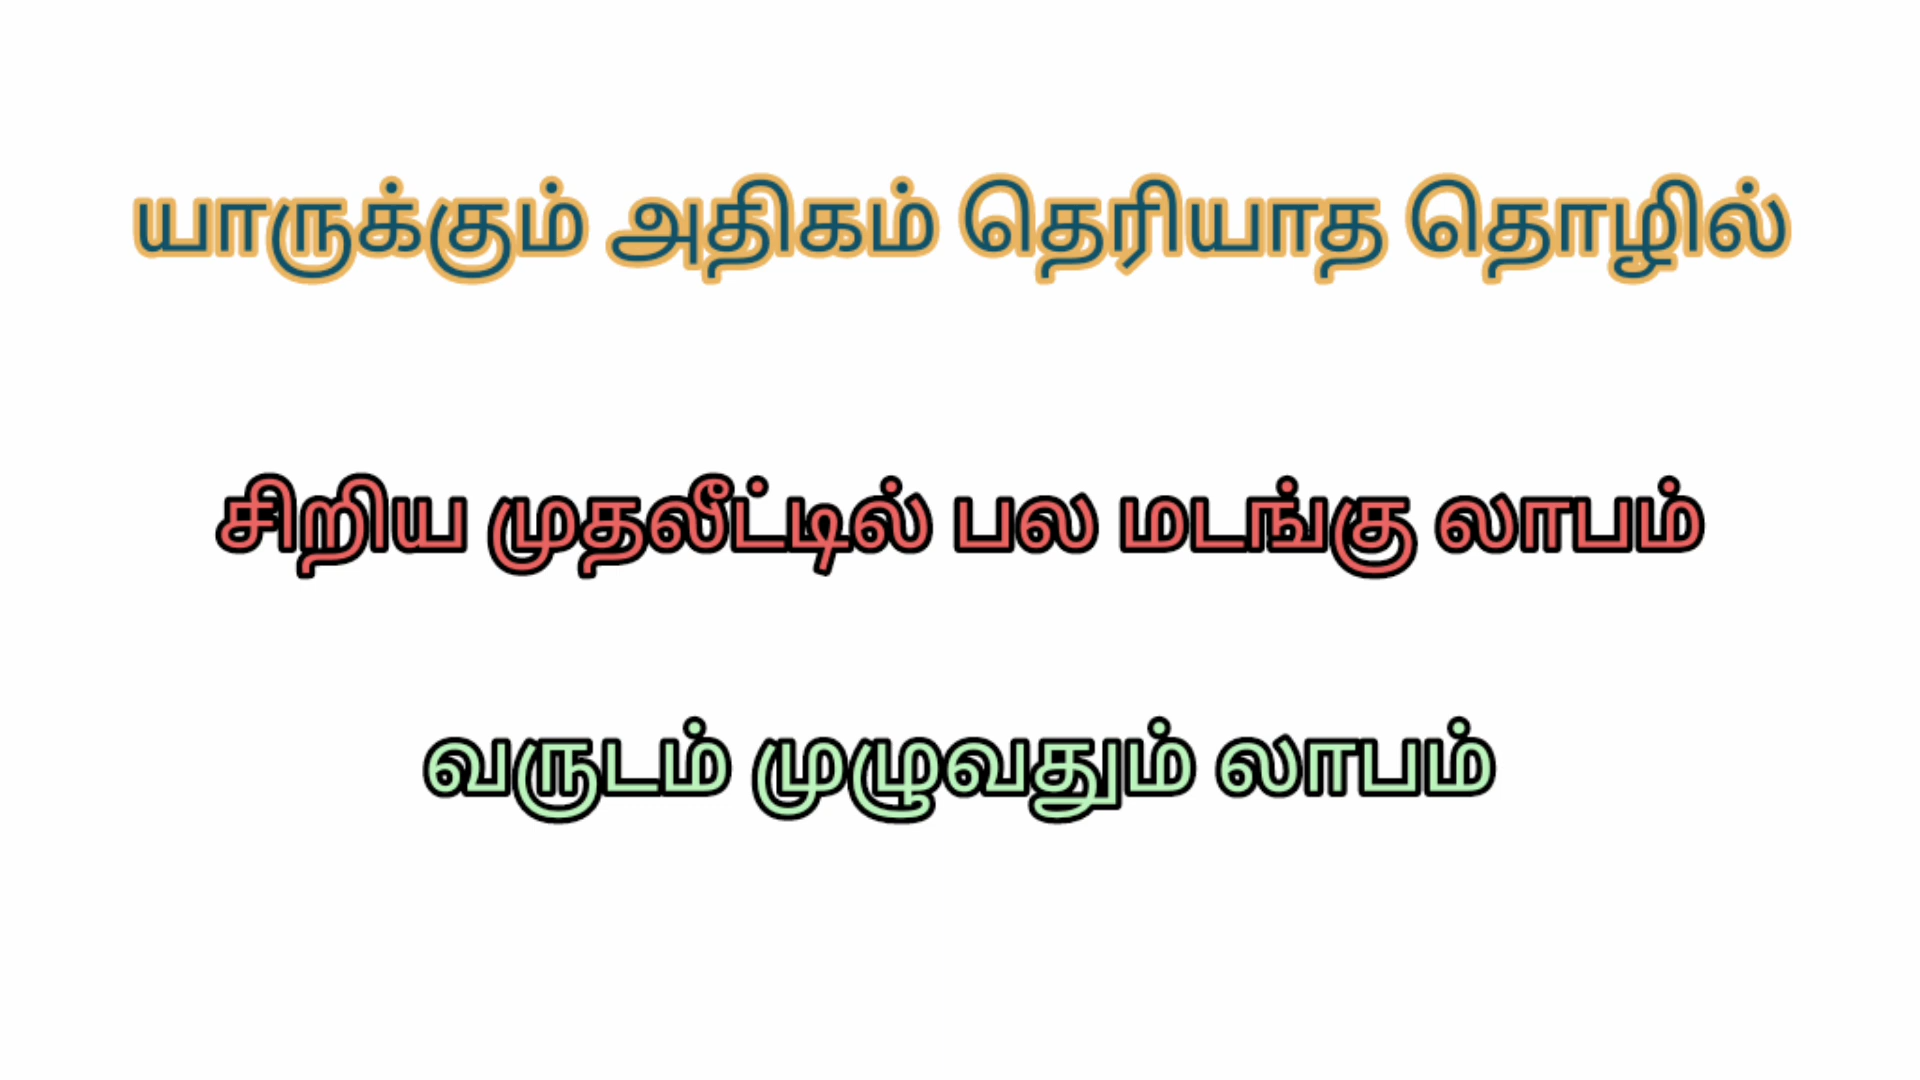 யாருக்கும் அதிகம் தெரியாத தொழில்
சிறிய முதலீட்டில் பல மடங்கு லாபம்
வருடம் முழுவதும் லாபம்